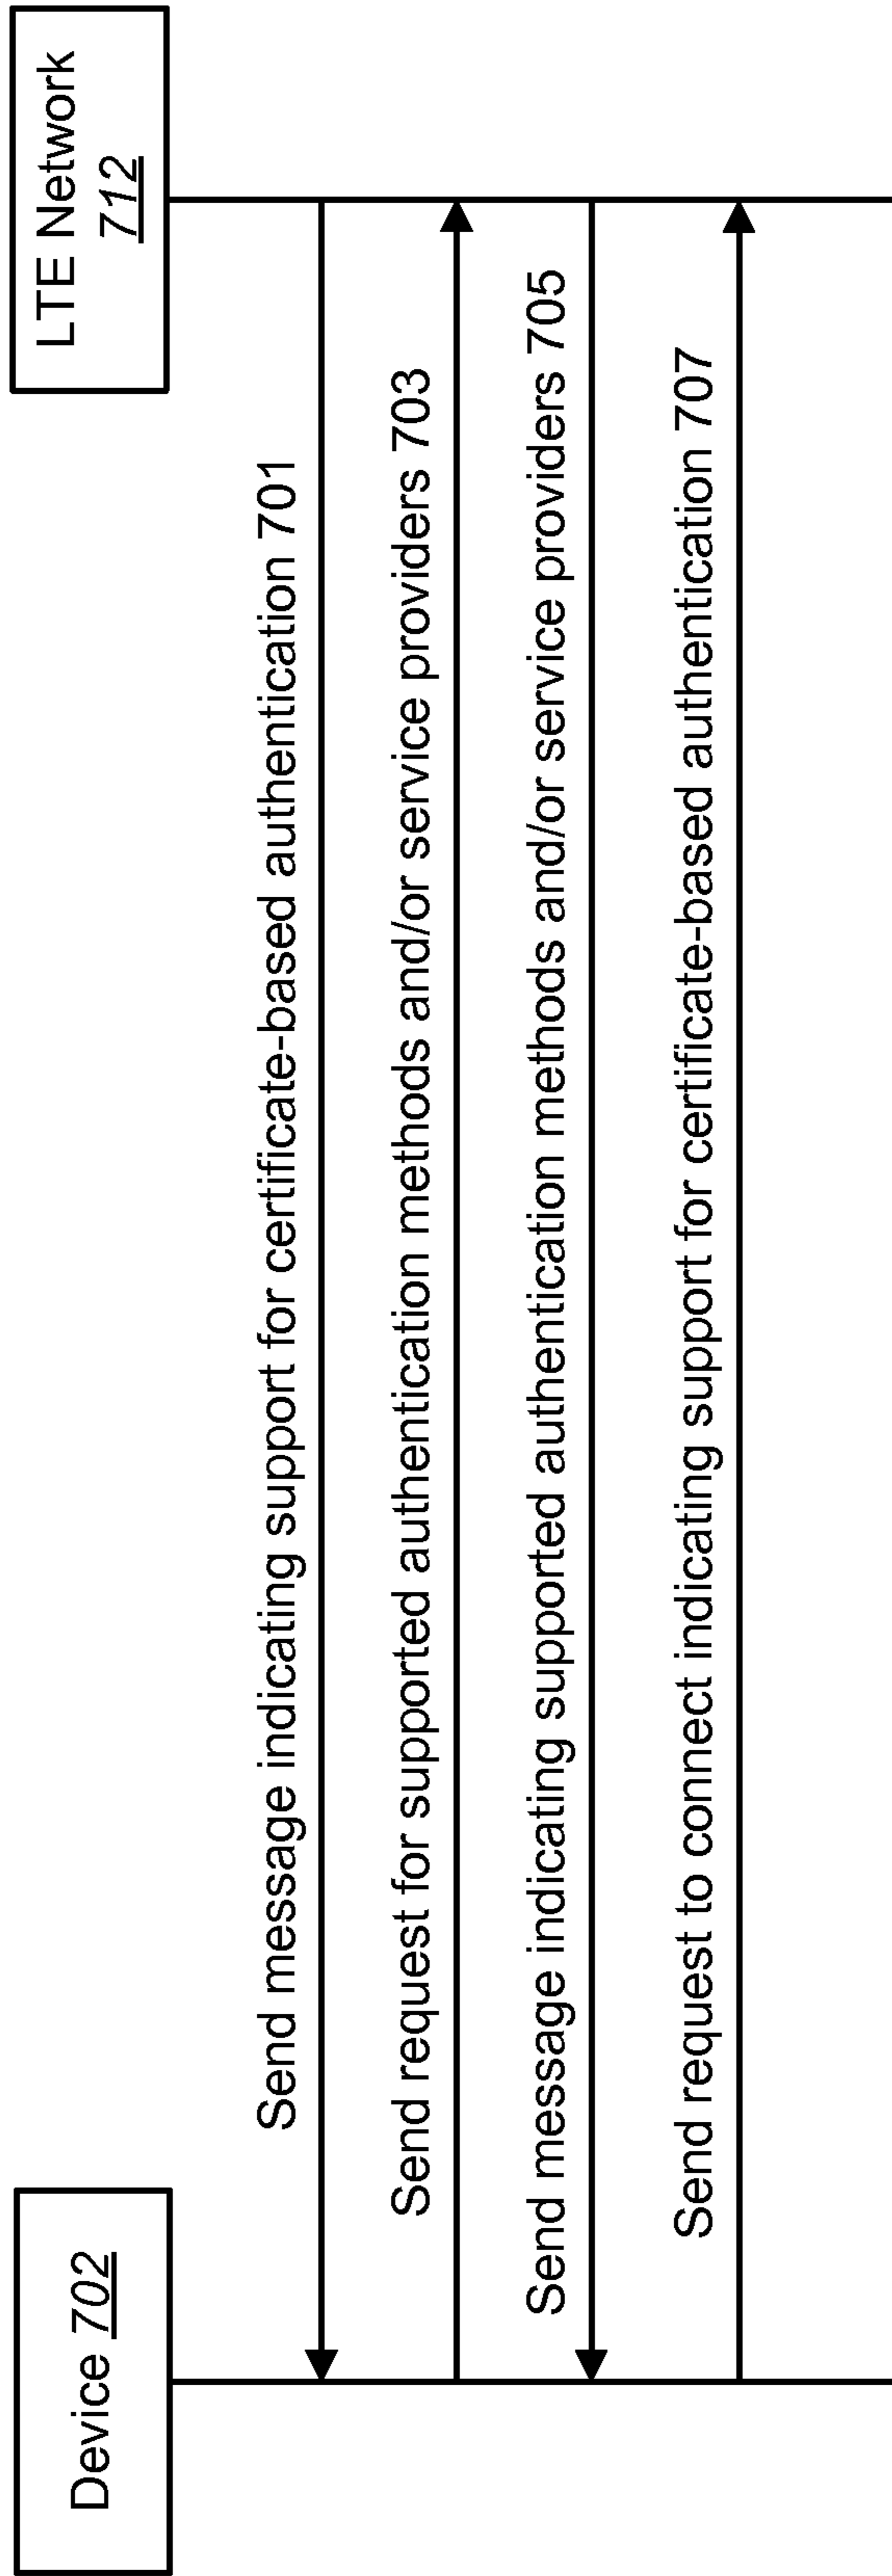 Device 702
LTE Network
712
Send message indicating support for certificate-based authentication 701
Send request for supported authentication methods and/or service providers 703
Send message indicating supported authentication methods and/or service providers 705
Send request to connect indicating support for certificate-based authentication 707